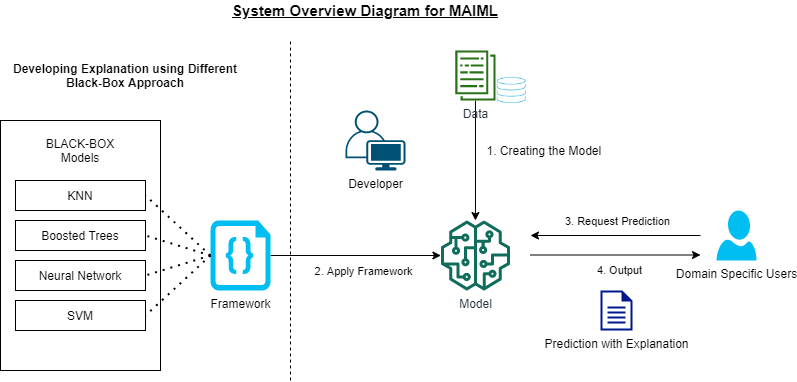 System Overview Diagram for MAIML
Developing Explanation using Different
Black-Box Approach
BLACK-BOX
Models
KNN
Boosted Trees
Neural Network
SVM
Framework
Data
Developer
1. Creating the Model
2. Apply Framework
Model
3. Request Prediction
4. Output
Domain Specific Users
Prediction with Explanation